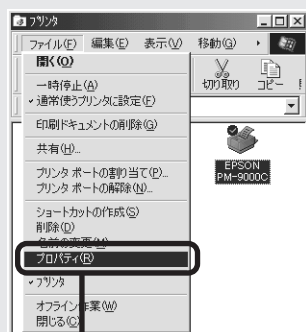 プリンタ
ファイル(F) 編集(E) 表示(V) 移動(G)
開く(O)
一時停止(A)
通常使うプリンタに設定(F)
印刷ドキュメントの削除(G)
共有(H)...
プリンタ ポートの割り当て(P)...
プリンタ ポートの解除(N)...
ショートカットの作成(S)
削除(D)
名前の変更(M)
プロパティ(R)
プリンタ
オフライン作業(W)
閉じる(C)
切り取り コピー
EPSON
PM-9000C